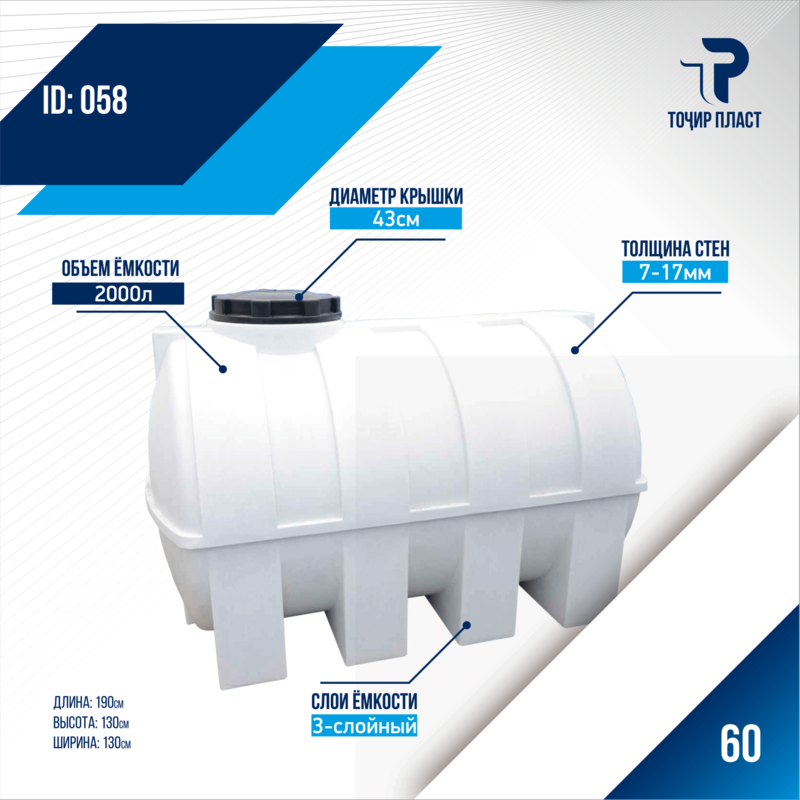 ID: 058
ТОҶИР ПЛАСТ
ДИАМЕТР КРЫШКИ
43см
ТОЛЩИНА СТЕН
7-17мм
ОБЪЕМ ЁМКОСТИ
2000л
СЛОИ ЁМКОСТИ
3-слойный
ДЛИНА: 190см
ВЫСОТА: 130см
ШИРИНА: 130см
60